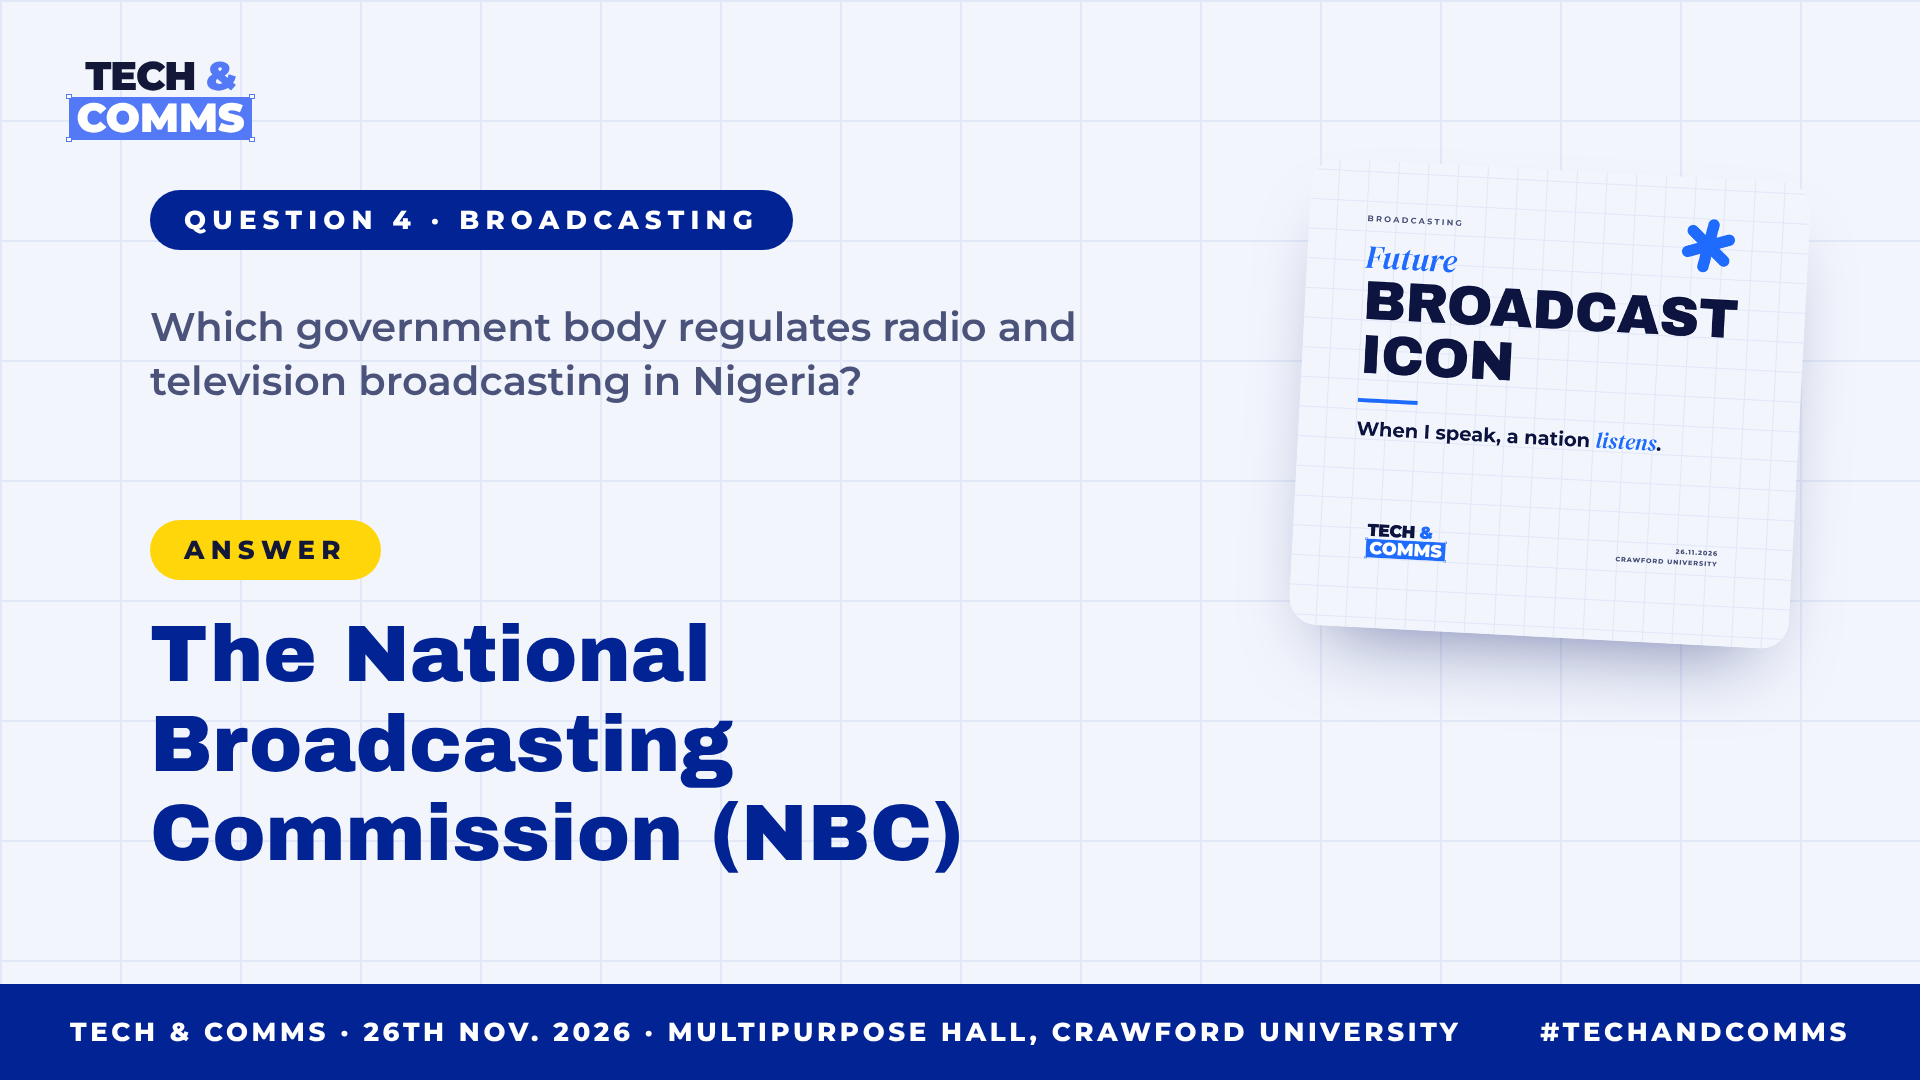 TECH &
COMMS
QUESTION 4 · BROADCASTING
Which government body regulates radio and
television broadcasting in Nigeria?
ANSWER
The National
Broadcasting
Commission (NBC)
BROADCASTING
Future
BROADCAST
ICON
When I speak, a nation listens.
TECH &
COMMS
26.11.2026
CRAWFORD UNIVERSITY
TECH & COMMS · 26TH NOV. 2026 · MULTIPURPOSE HALL, CRAWFORD UNIVERSITY
#TECHANDCOMMS